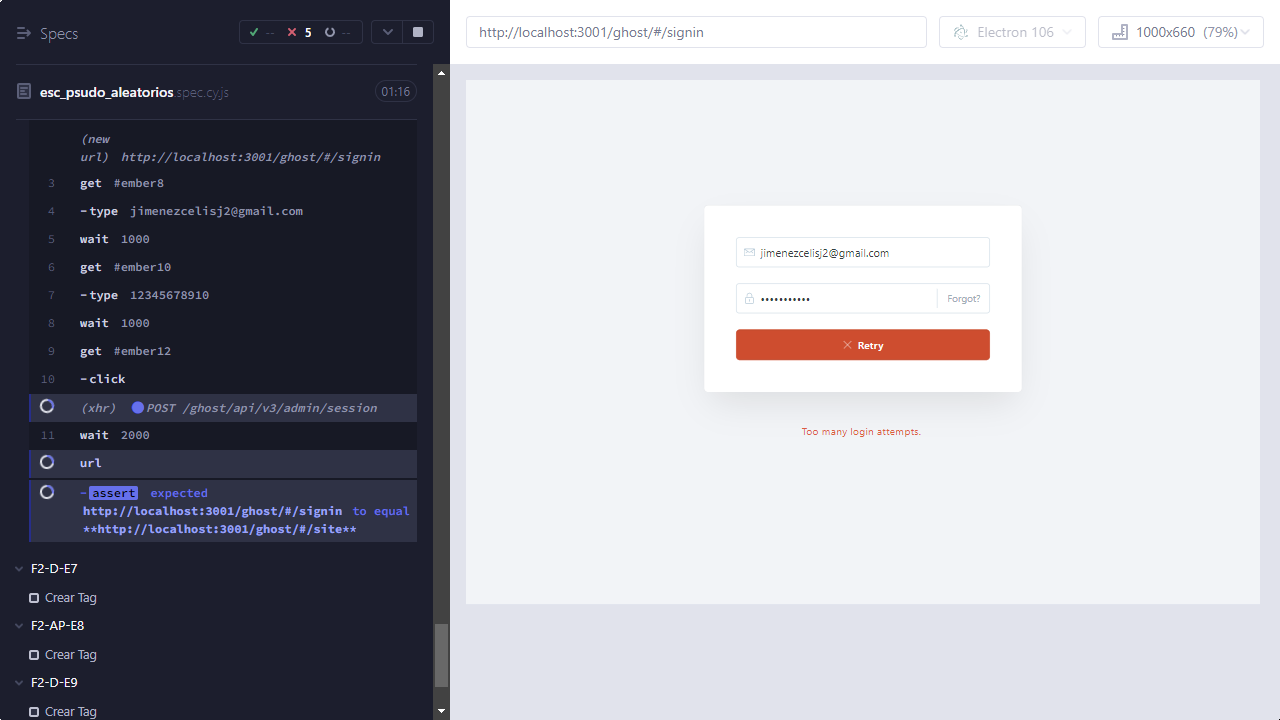 Specs
-- 5 --
esc_psudo_aleatorios.spec.cy.js 01:16
(new
url) http://localhost:3001/ghost/#/signin
3 get #ember8
4 -type jimenezcelisj2@gmail.com
5 wait 1000
6 get #ember10
7 -type 12345678910
8 wait 1000
9 get #ember12
10 -click
(xhr) POST /ghost/api/v3/admin/session
11 wait 2000
url
-assert expected
http://localhost:3001/ghost/#/signin to equal
**http://localhost:3001/ghost/#/site**
F2-D-E7
Crear Tag
F2-AP-E8
Crear Tag
F2-D-E9
Crear Tag
http://localhost:3001/ghost/#/signin
Electron 106
1000x660 (79%)
jimenezcelisj2@gmail.com
••••••••••• Forgot?
Retry
Too many login attempts.